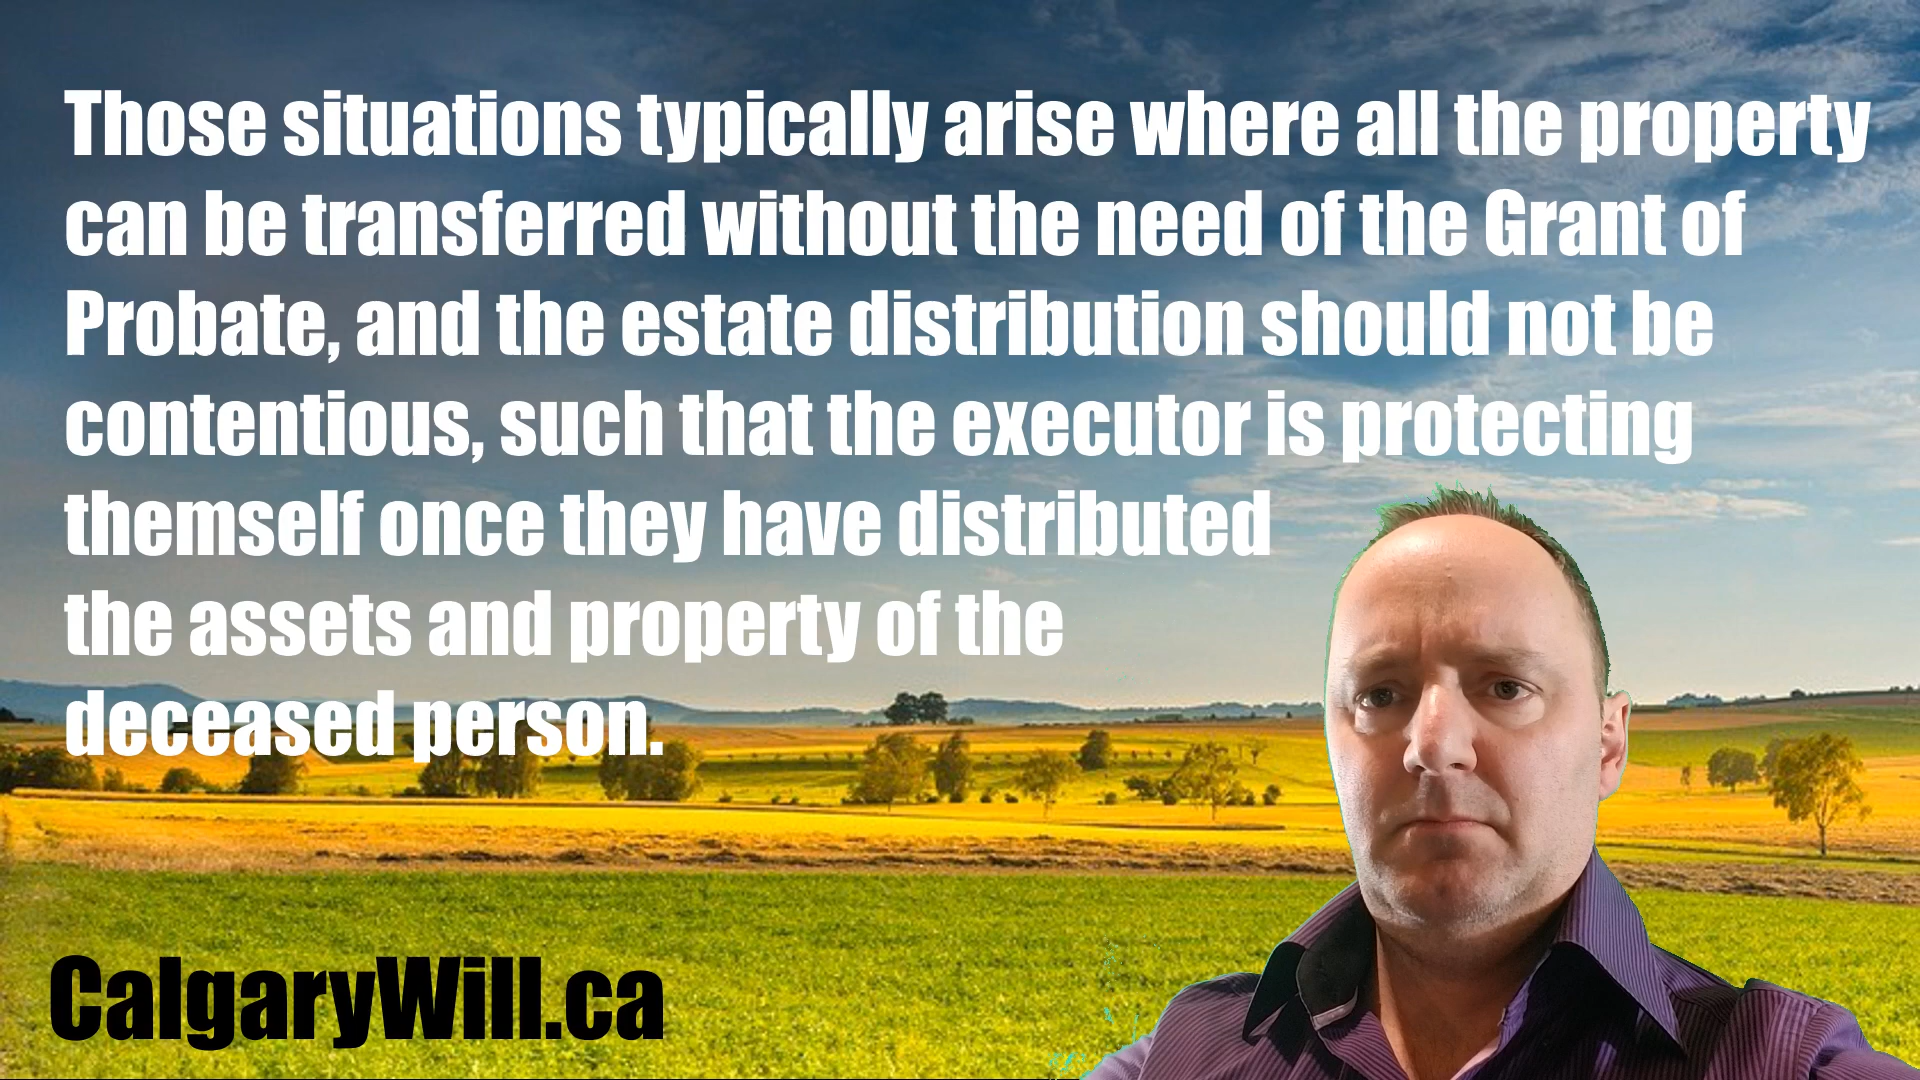 Those situations typically arise where all the property
can be transferred without the need of the Grant of
Probate, and the estate distribution should not be
contentious, such that the executor is protecting
themself once they have distributed
the assets and property of the
deceased person.
CalgaryWill.ca